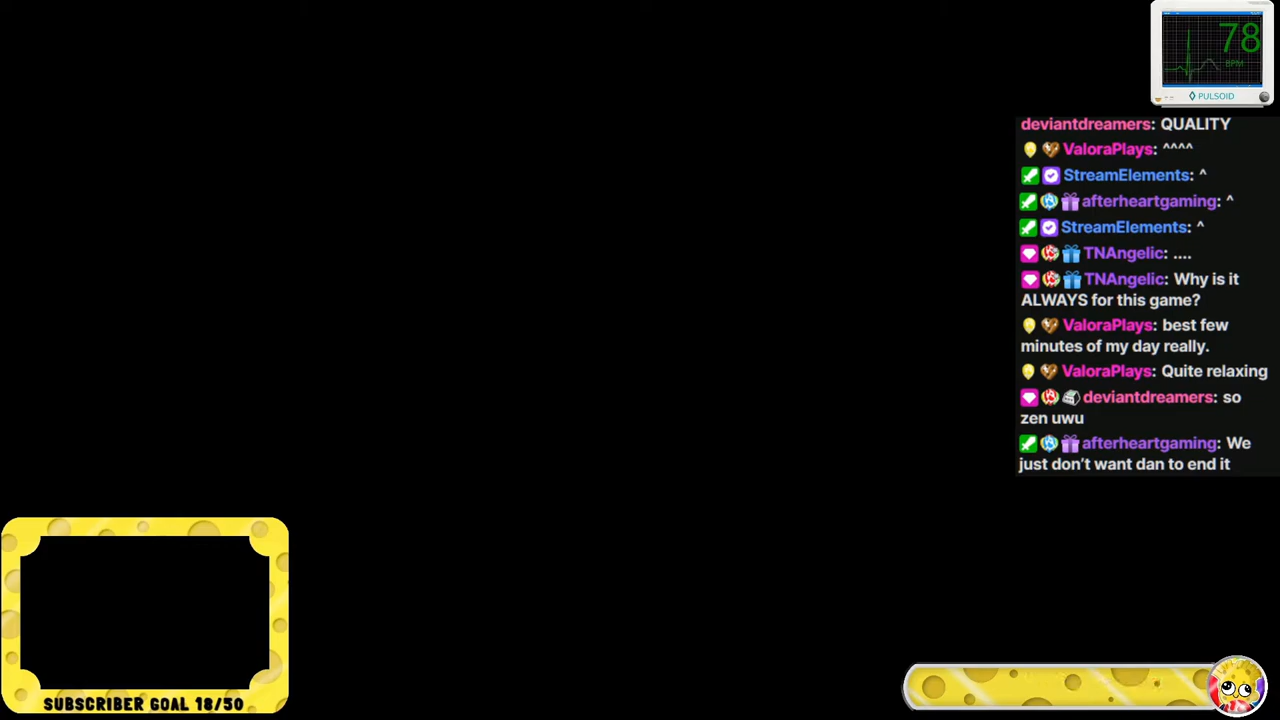 78
BPM
PULSOID
deviantdreamers: QUALITY
ValoraPlays: ^^^^
StreamElements: ^
afterheartgaming: ^
StreamElements: ^
TNAngelic: ....
TNAngelic: Why is it
ALWAYS for this game?
ValoraPlays: best few
minutes of my day really.
ValoraPlays: Quite relaxing
deviantdreamers: so
zen uwu
afterheartgaming: We
just don’t want dan to end it
SUBSCRIBER GOAL 18/50